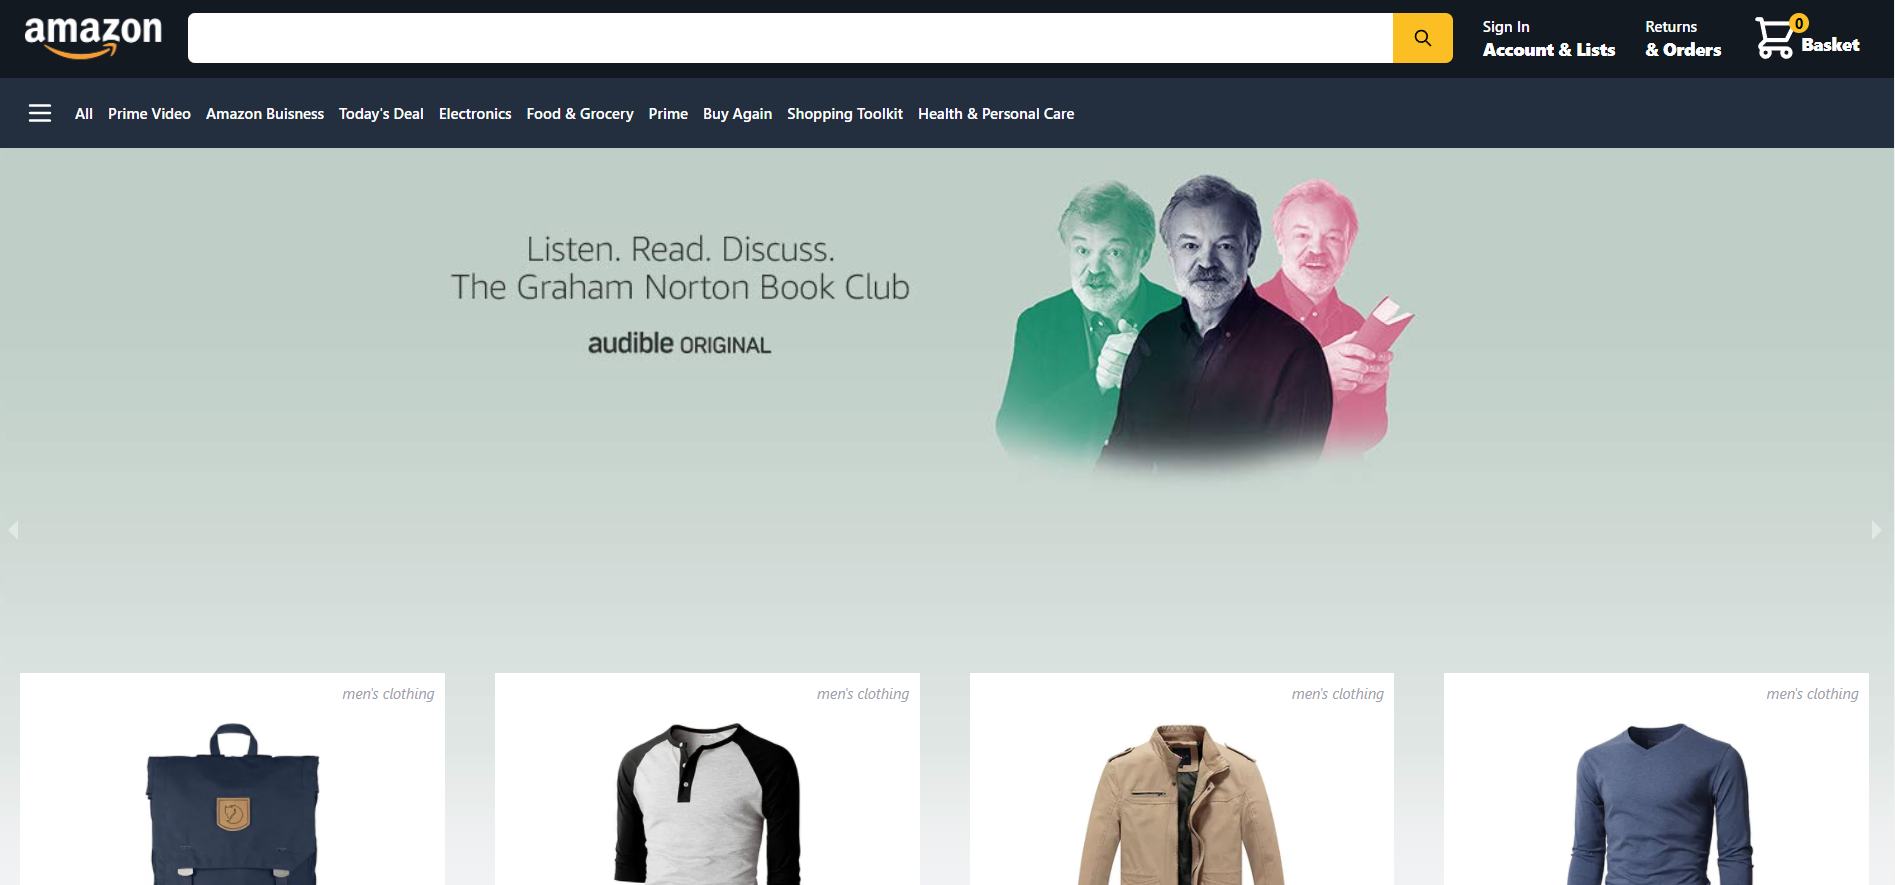 amazon
Sign In
Account & Lists
Returns
& Orders
0
Basket
All Prime Video Amazon Buisness Today's Deal Electronics Food & Grocery Prime Buy Again Shopping Toolkit Health & Personal Care
Listen. Read. Discuss.
The Graham Norton Book Club
audible ORIGINAL
men's clothing
men's clothing
men's clothing
men's clothing